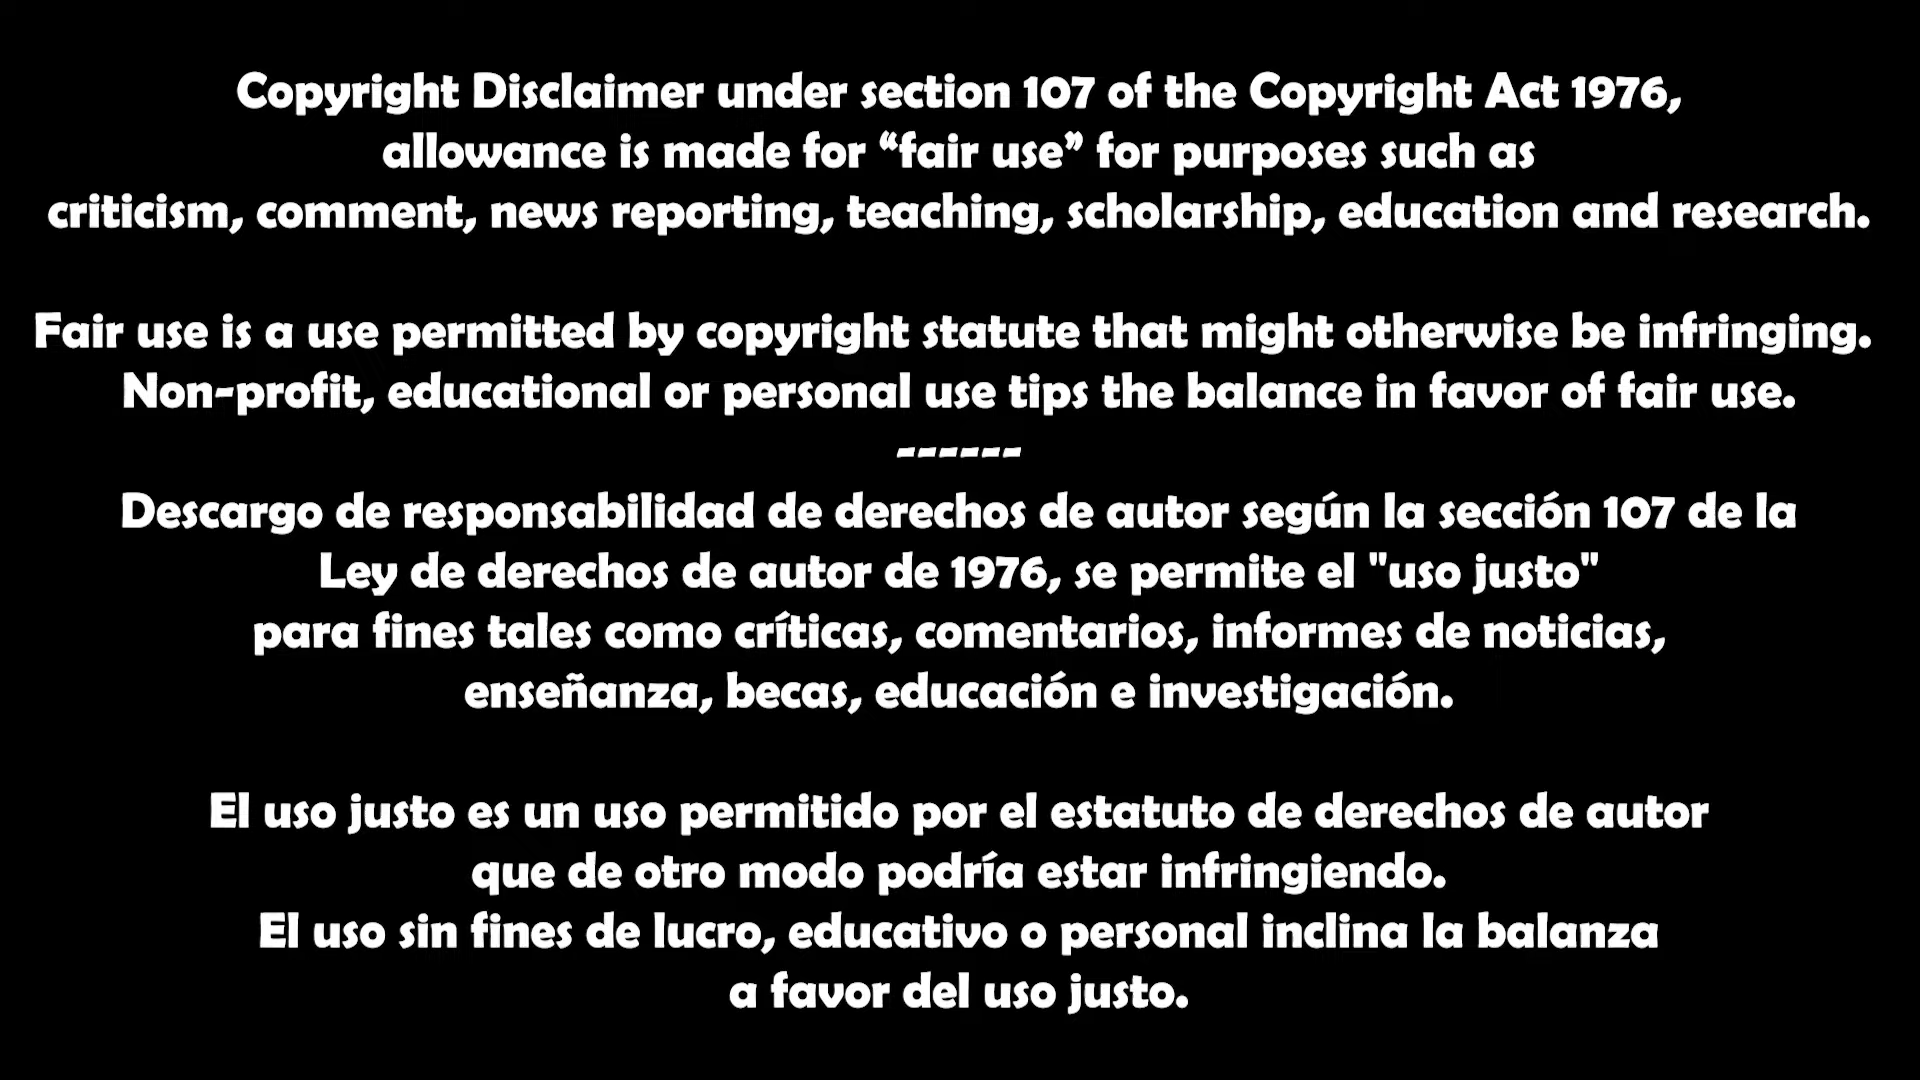 Copyright Disclaimer under section 107 of the Copyright Act 1976,
allowance is made for “fair use” for purposes such as
criticism, comment, news reporting, teaching, scholarship, education and research.
Fair use is a use permitted by copyright statute that might otherwise be infringing.
Non-profit, educational or personal use tips the balance in favor of fair use.
------
Descargo de responsabilidad de derechos de autor según la sección 107 de la
Ley de derechos de autor de 1976, se permite el "uso justo"
para fines tales como críticas, comentarios, informes de noticias,
enseñanza, becas, educación e investigación.
El uso justo es un uso permitido por el estatuto de derechos de autor
que de otro modo podría estar infringiendo.
El uso sin fines de lucro, educativo o personal inclina la balanza
a favor del uso justo.